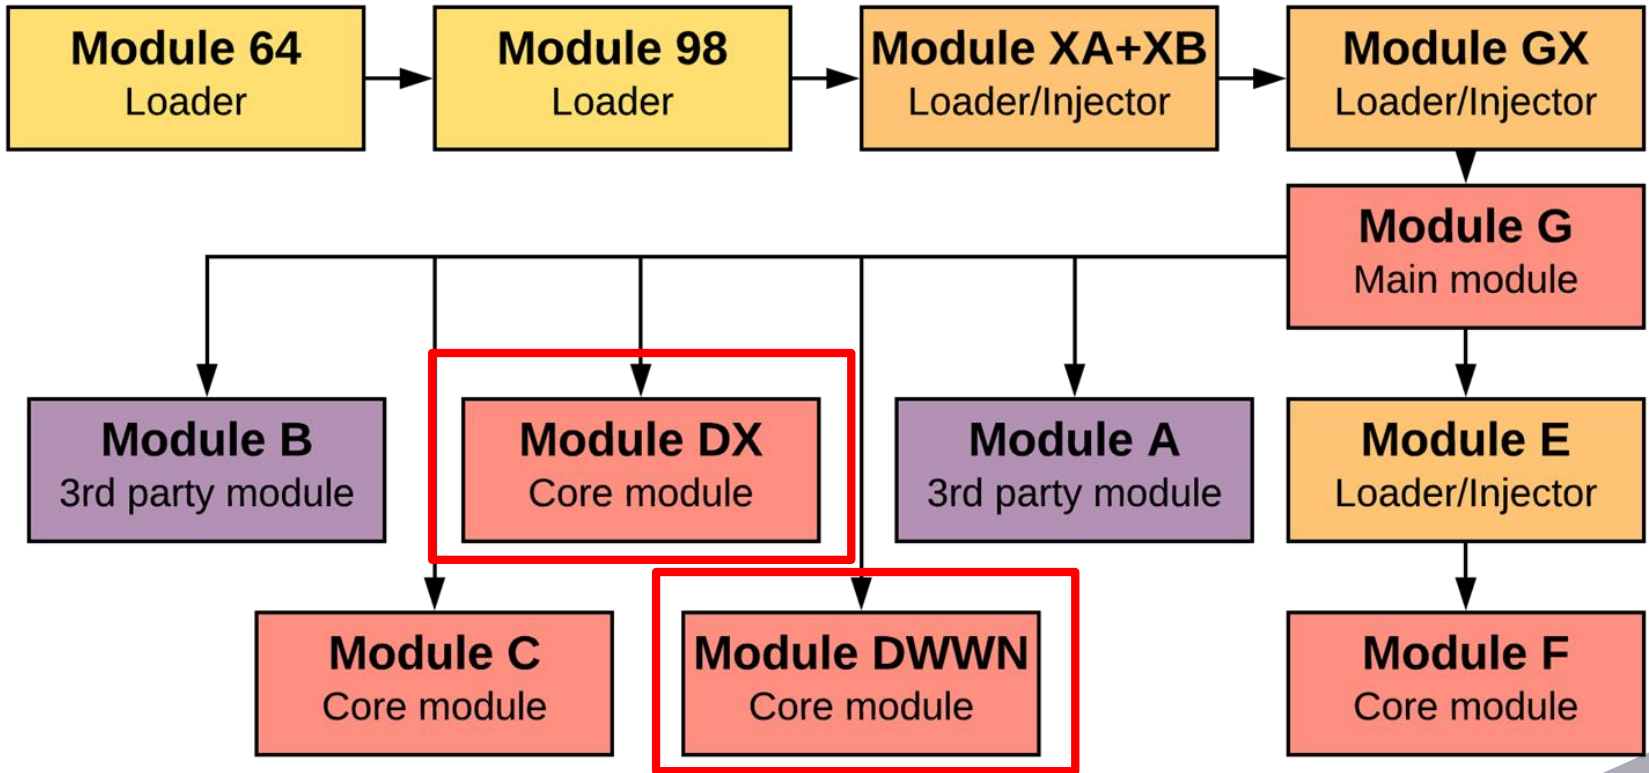 Module 64
Loader
Module 98
Loader
Module XA+XB
Loader/Injector
Module GX
Loader/Injector
Module G
Main module
Module B
3rd party module
Module DX
Core module
Module A
3rd party module
Module E
Loader/Injector
Module C
Core module
Module DWWN
Core module
Module F
Core module